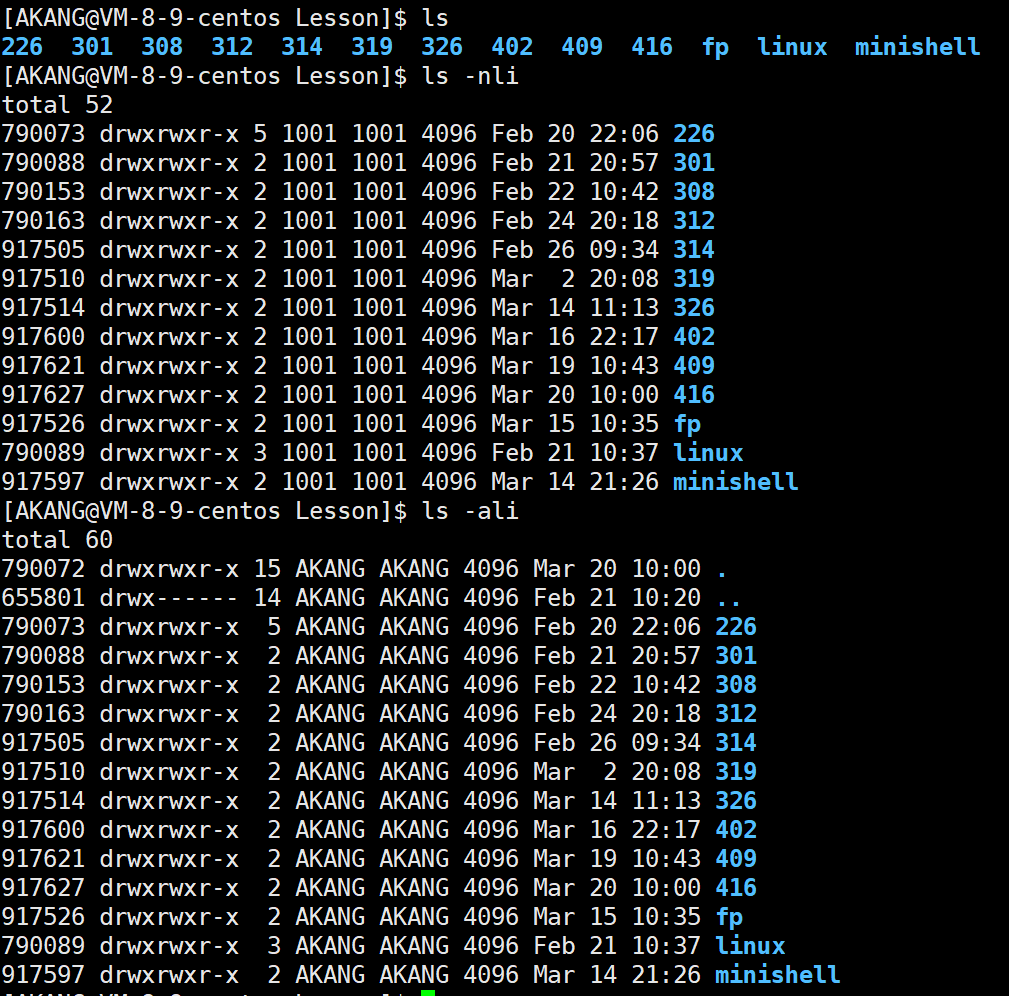 [AKANG@VM-8-9-centos Lesson]$ ls
226  301  308  312  314  319  326  402  409  416  fp  linux  minishell
[AKANG@VM-8-9-centos Lesson]$ ls -nli
total 52
790073 drwxrwxr-x 5 1001 1001 4096 Feb 20 22:06 226
790088 drwxrwxr-x 2 1001 1001 4096 Feb 21 20:57 301
790153 drwxrwxr-x 2 1001 1001 4096 Feb 22 10:42 308
790163 drwxrwxr-x 2 1001 1001 4096 Feb 24 20:18 312
917505 drwxrwxr-x 2 1001 1001 4096 Feb 26 09:34 314
917510 drwxrwxr-x 2 1001 1001 4096 Mar  2 20:08 319
917514 drwxrwxr-x 2 1001 1001 4096 Mar 14 11:13 326
917600 drwxrwxr-x 2 1001 1001 4096 Mar 16 22:17 402
917621 drwxrwxr-x 2 1001 1001 4096 Mar 19 10:43 409
917627 drwxrwxr-x 2 1001 1001 4096 Mar 20 10:00 416
917526 drwxrwxr-x 2 1001 1001 4096 Mar 15 10:35 fp
790089 drwxrwxr-x 3 1001 1001 4096 Feb 21 10:37 linux
917597 drwxrwxr-x 2 1001 1001 4096 Mar 14 21:26 minishell
[AKANG@VM-8-9-centos Lesson]$ ls -ali
total 60
790072 drwxrwxr-x 15 AKANG AKANG 4096 Mar 20 10:00 .
655801 drwx------ 14 AKANG AKANG 4096 Feb 21 10:20 ..
790073 drwxrwxr-x  5 AKANG AKANG 4096 Feb 20 22:06 226
790088 drwxrwxr-x  2 AKANG AKANG 4096 Feb 21 20:57 301
790153 drwxrwxr-x  2 AKANG AKANG 4096 Feb 22 10:42 308
790163 drwxrwxr-x  2 AKANG AKANG 4096 Feb 24 20:18 312
917505 drwxrwxr-x  2 AKANG AKANG 4096 Feb 26 09:34 314
917510 drwxrwxr-x  2 AKANG AKANG 4096 Mar  2 20:08 319
917514 drwxrwxr-x  2 AKANG AKANG 4096 Mar 14 11:13 326
917600 drwxrwxr-x  2 AKANG AKANG 4096 Mar 16 22:17 402
917621 drwxrwxr-x  2 AKANG AKANG 4096 Mar 19 10:43 409
917627 drwxrwxr-x  2 AKANG AKANG 4096 Mar 20 10:00 416
917526 drwxrwxr-x  2 AKANG AKANG 4096 Mar 15 10:35 fp
790089 drwxrwxr-x  3 AKANG AKANG 4096 Feb 21 10:37 linux
917597 drwxrwxr-x  2 AKANG AKANG 4096 Mar 14 21:26 minishell